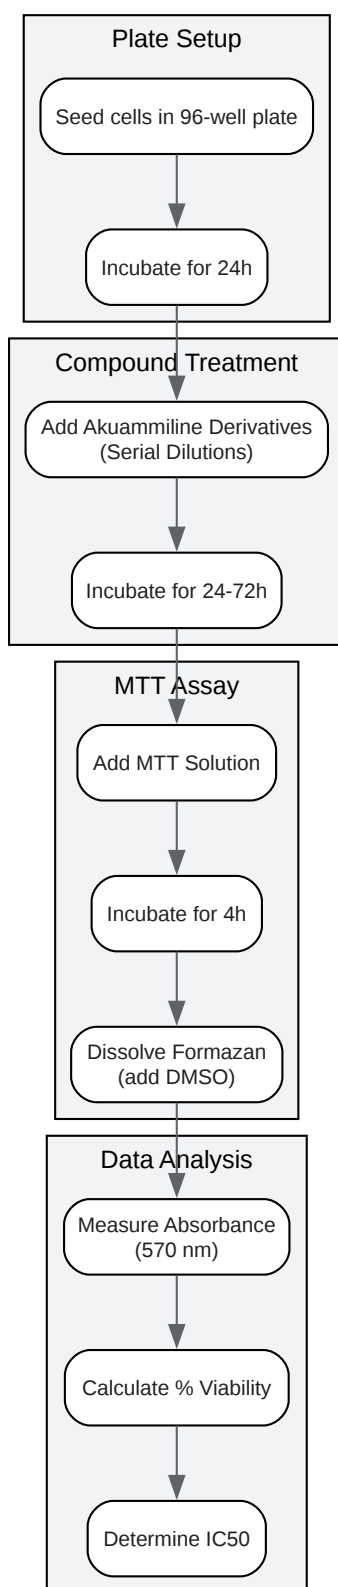 Plate Setup
Seed cells in 96-well plate
Incubate for 24h
Compound Treatment
Add Akuammiline Derivatives
(Serial Dilutions)
Incubate for 24-72h
MTT Assay
Add MTT Solution
Incubate for 4h
Dissolve Formazan
(add DMSO)
Data Analysis
Measure Absorbance
(570 nm)
Calculate % Viability
Determine IC50